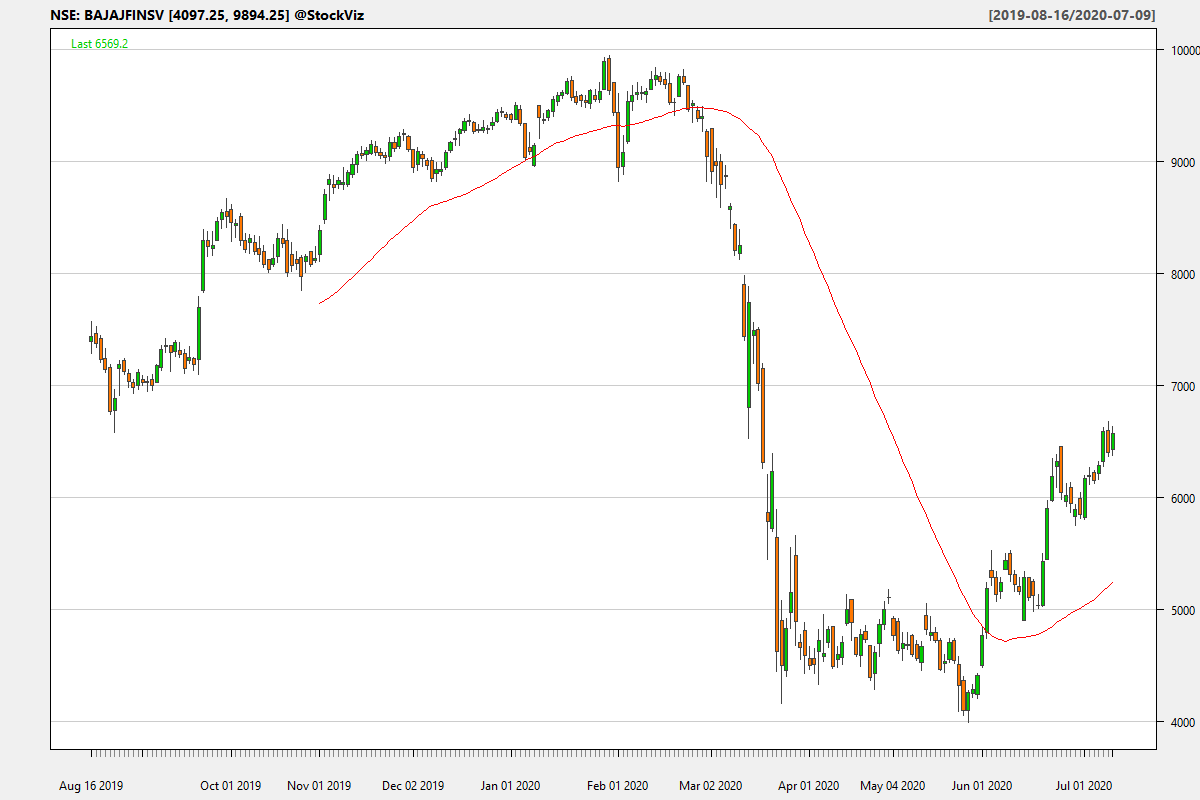 NSE: BAJAJFINSV [4097.25, 9894.25] @StockViz
[2019-08-16/2020-07-09]
Last 6569.2
10000
9000
8000
7000
6000
5000
4000
Aug 16 2019 Oct 01 2019 Nov 01 2019 Dec 02 2019 Jan 01 2020 Feb 01 2020 Mar 02 2020 Apr 01 2020 May 04 2020 Jun 01 2020 Jul 01 2020